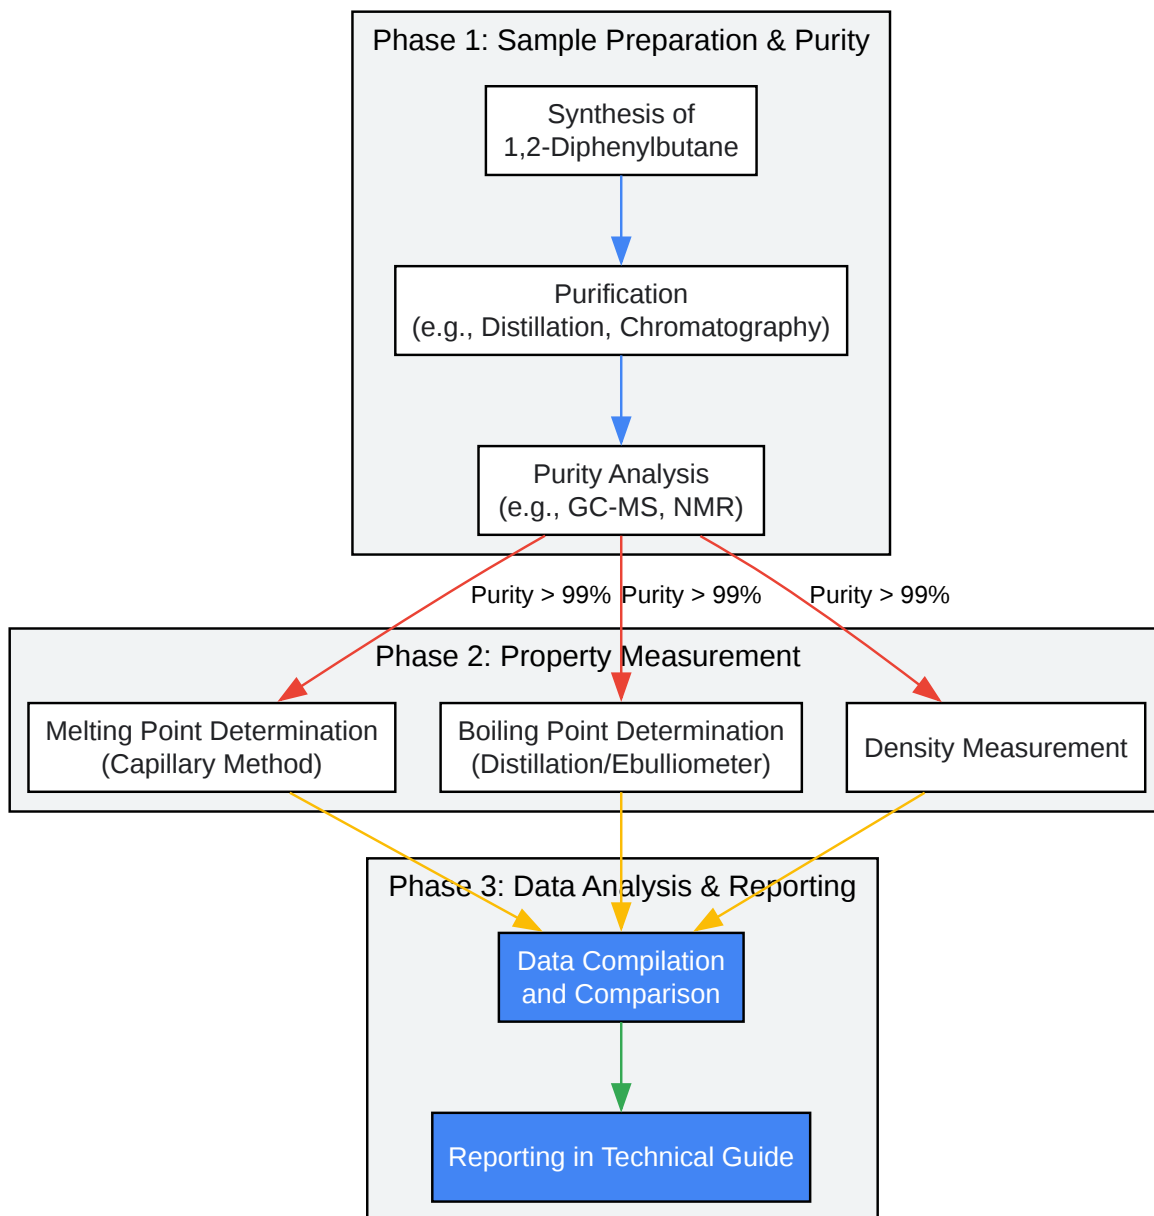 Phase 1: Sample Preparation & Purity
Synthesis of
1,2-Diphenylbutane
Purification
(e.g., Distillation, Chromatography)
Purity Analysis
(e.g., GC-MS, NMR)
Purity > 99%
Purity > 99%
Purity > 99%
Phase 2: Property Measurement
Melting Point Determination
(Capillary Method)
Boiling Point Determination
(Distillation/Ebulliometer)
Density Measurement
Phase 3: Data Analysis & Reporting
Data Compilation
and Comparison
Reporting in Technical Guide